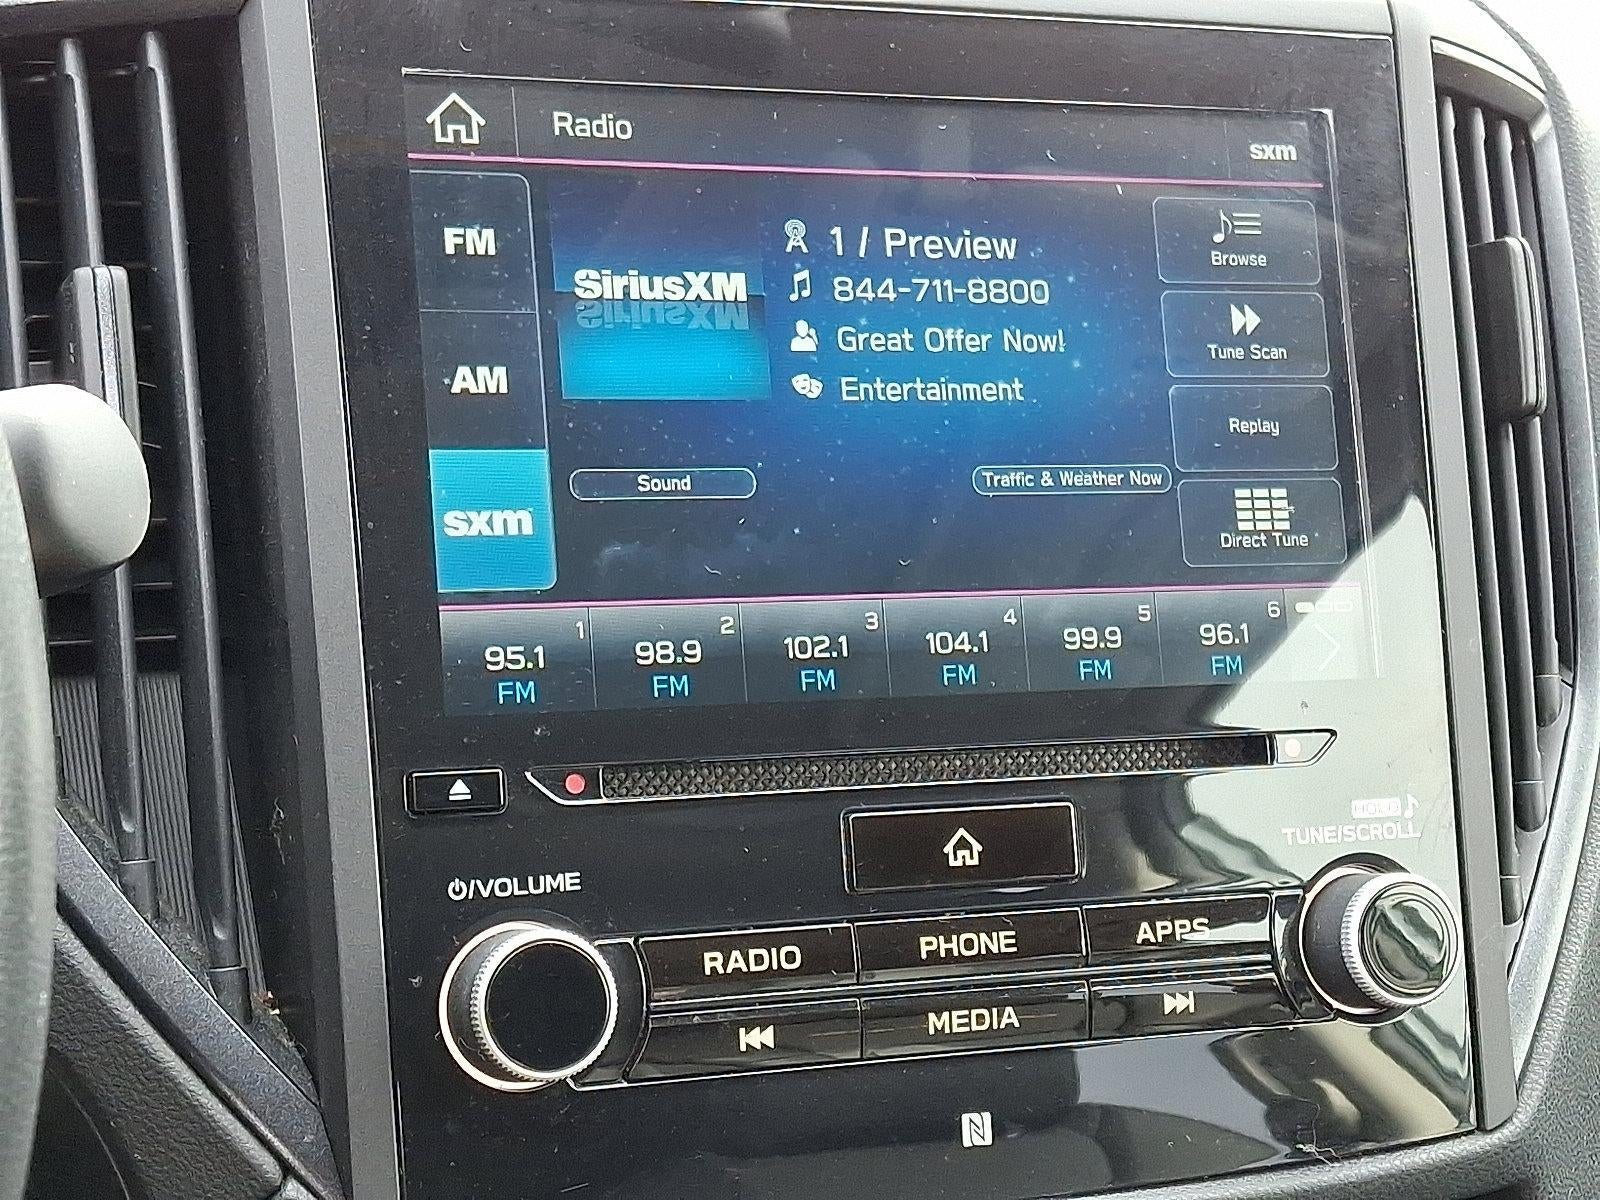 Radio
sxm
FM
AM
sxm
SiriusXM
1 / Preview
844-711-8800
Great Offer Now!
Entertainment
Browse
Tune Scan
Replay
Direct Tune
Sound
Traffic & Weather Now
1
95.1
FM
2
98.9
FM
3
102.1
FM
4
104.1
FM
5
99.9
FM
6
96.1
FM
/VOLUME
TUNE/SCROLL
RADIO
PHONE
APPS
MEDIA